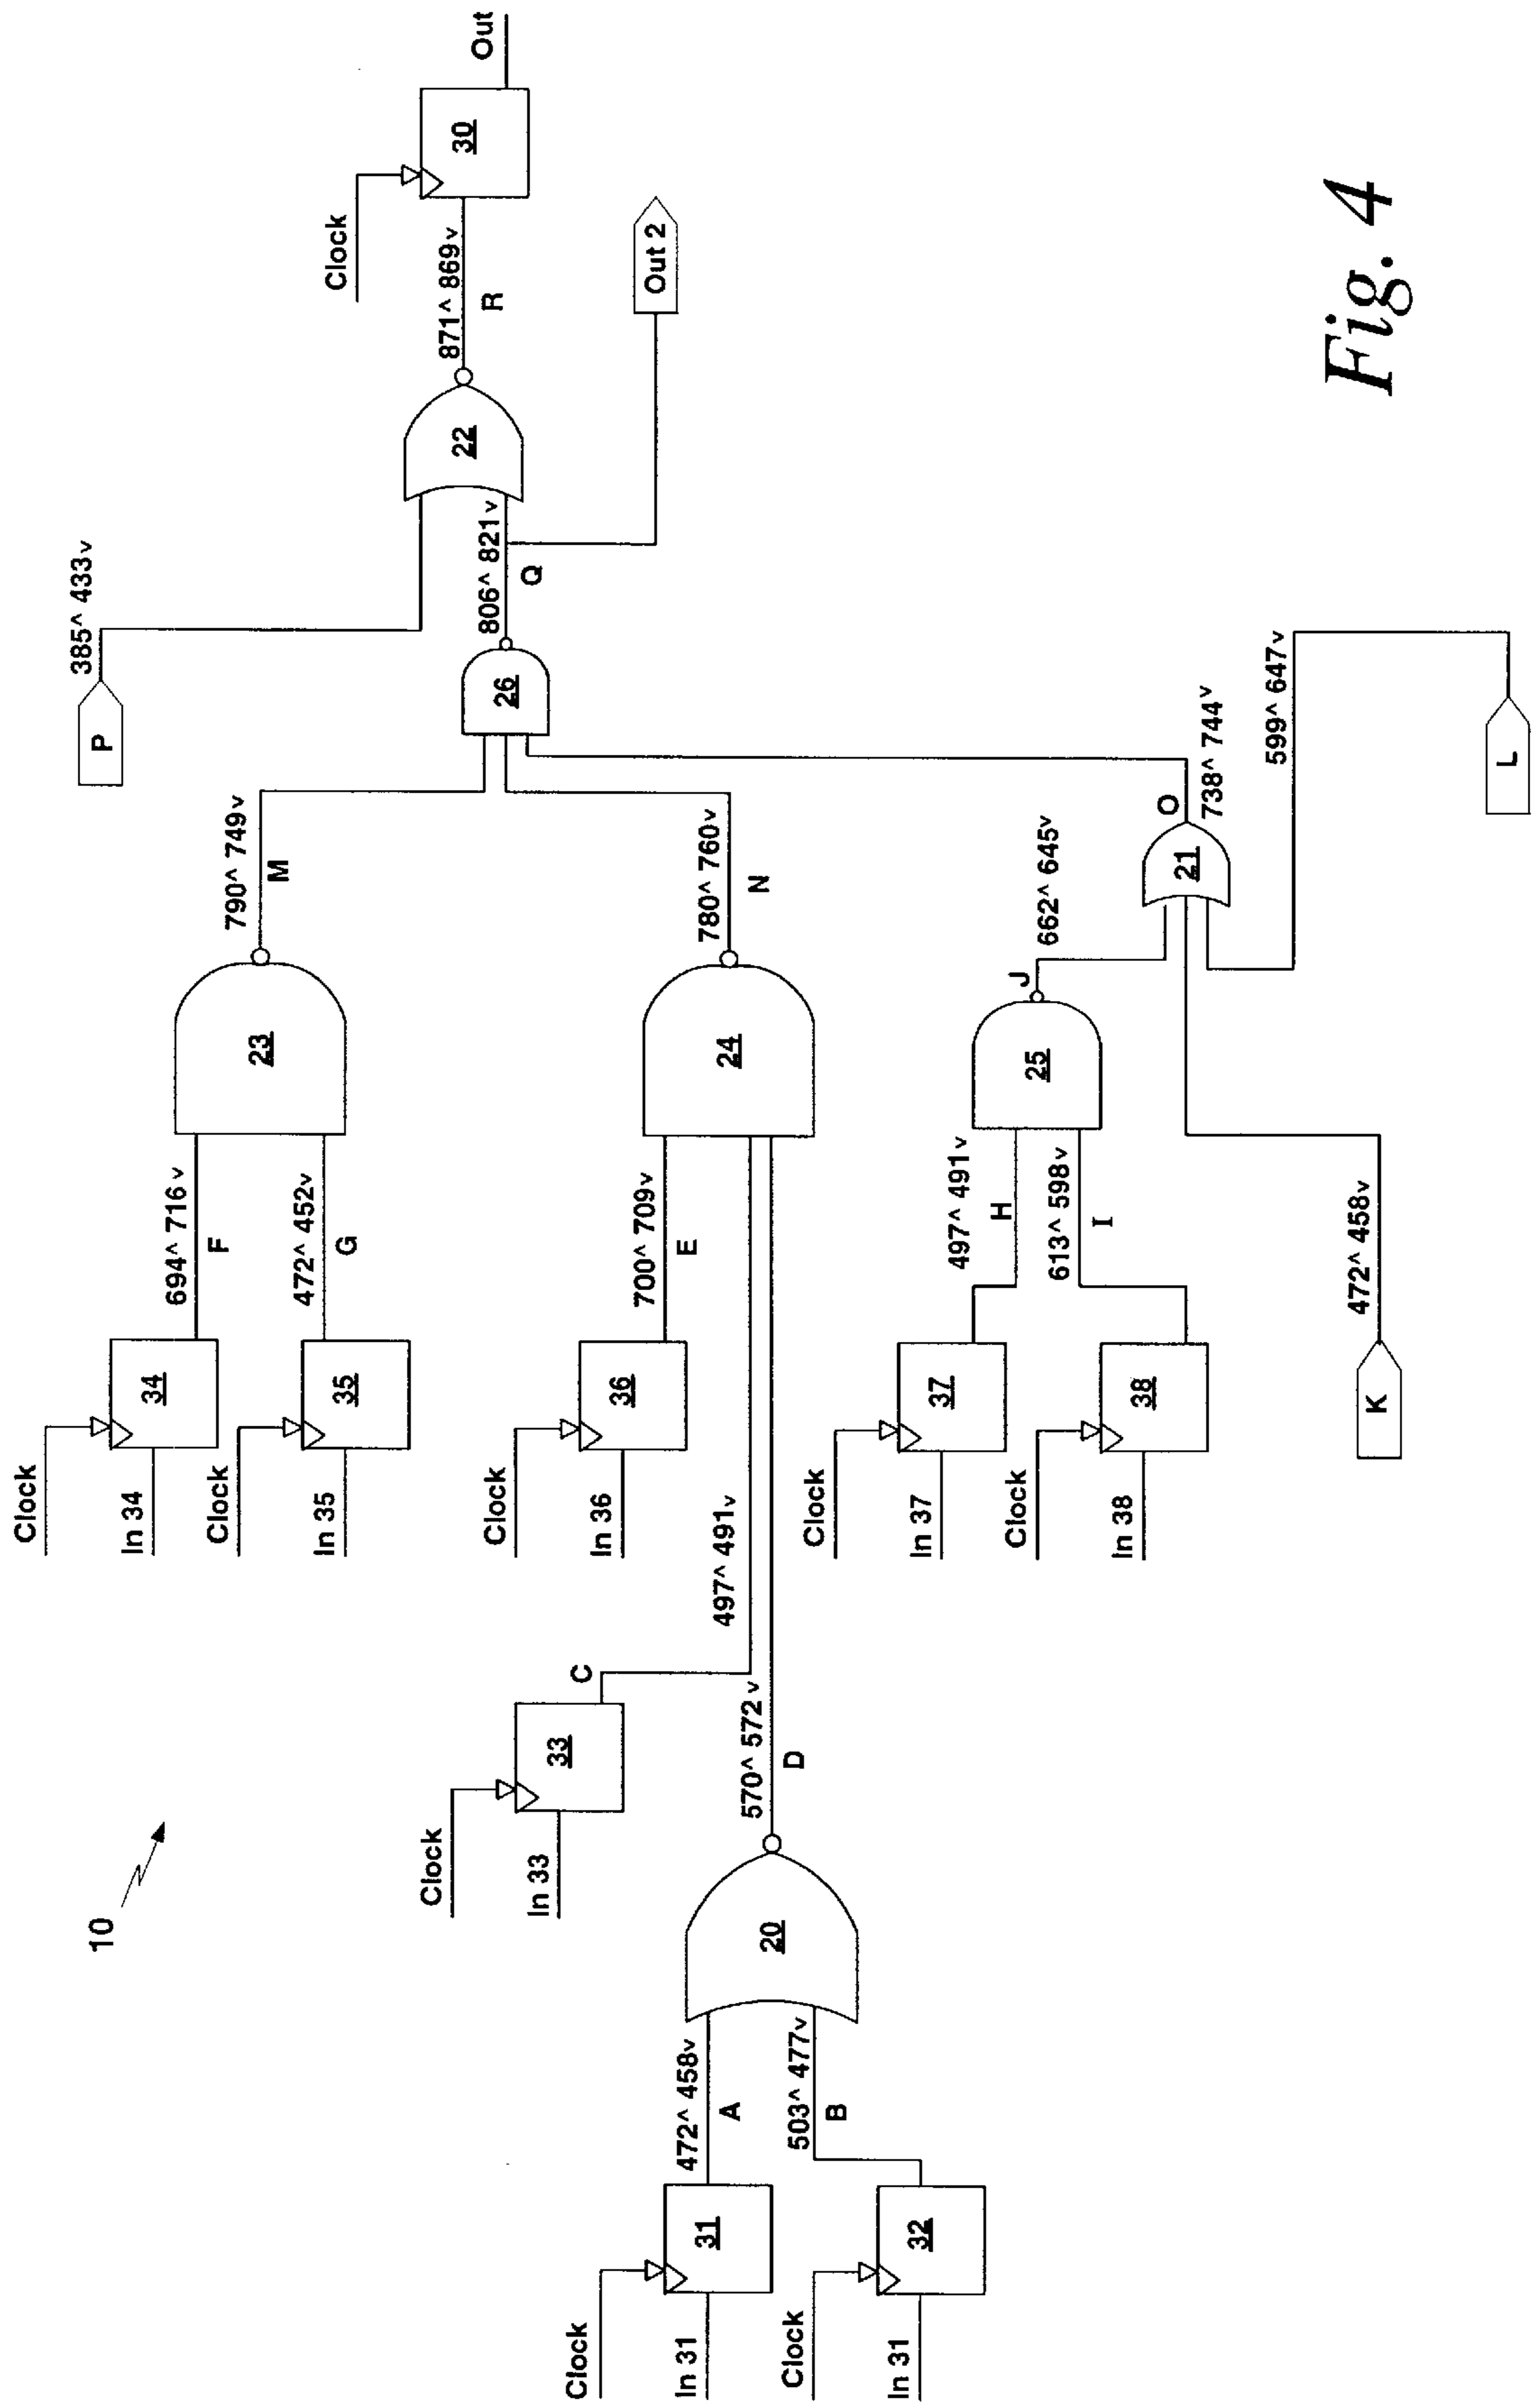 10
Clock
In 31
31
472^ 458v
A
Clock
In 31
32
503^ 477v
B
20
570^ 572v
D
Clock
In 33
33
C
497^ 491v
Clock
In 34
34
694^ 716v
F
Clock
In 35
35
472^ 452v
G
23
790^ 749v
M
Clock
In 36
36
700^ 709v
E
24
780^ 760v
N
Clock
In 37
37
497^ 491v
H
Clock
In 38
38
613^ 598v
I
25
J
662^ 645v
K
472^ 458v
L
599^ 647v
21
O
738^ 744v
26
806^ 821v
Q
P
385^ 433v
22
871^ 869v
R
Out 2
Clock
30
Out
Fig. 4